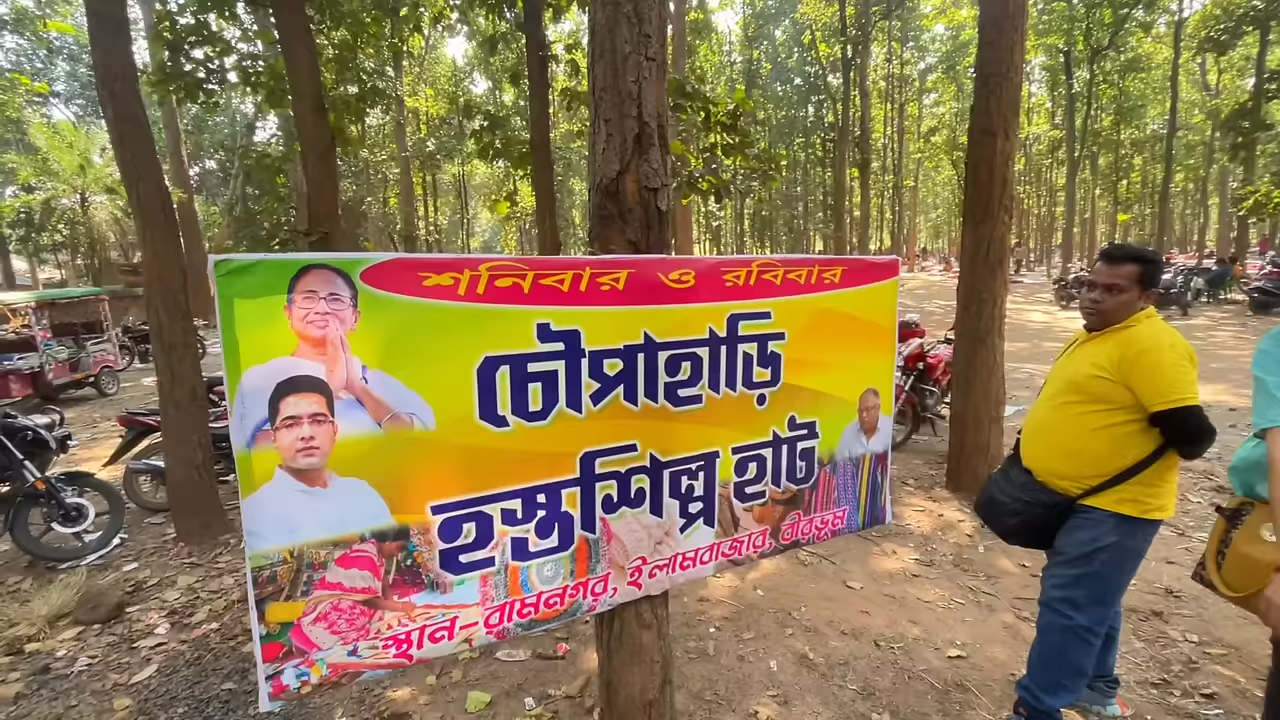 শনিবার ও রবিবার
চৌপাহাড়ি
হস্তশিল্প হাট
স্থান-রামনগর, ইলামবাজার, বীরভূম